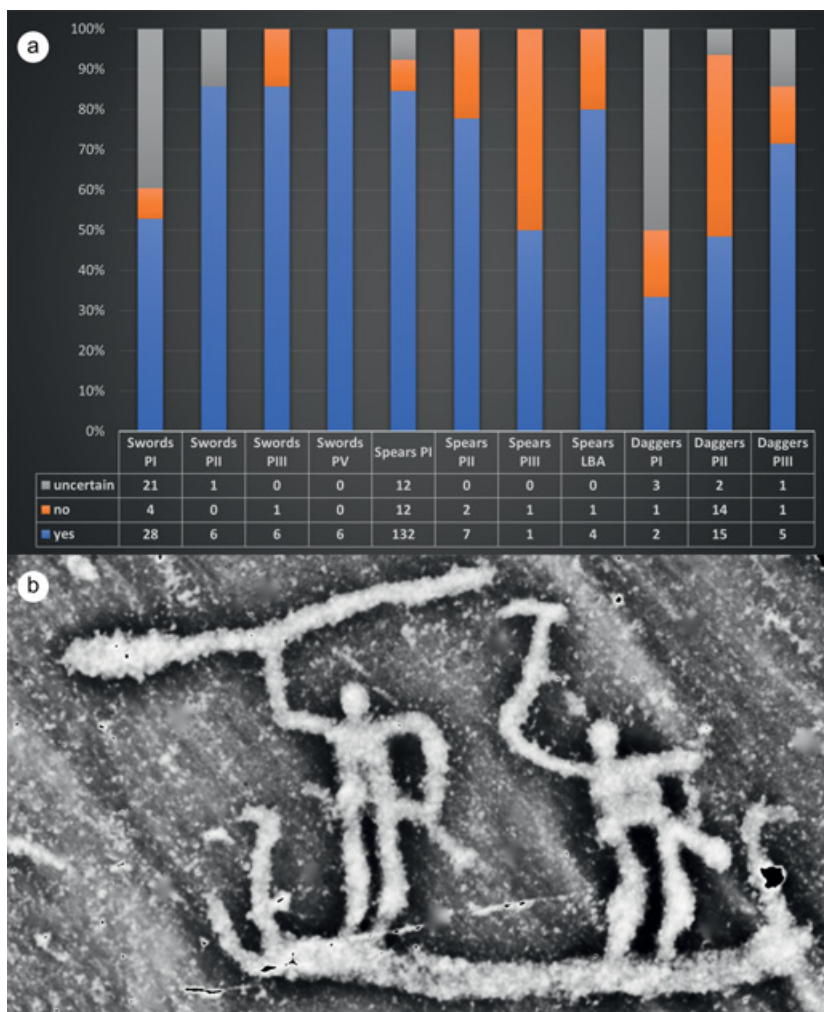 a
100%
90%
80%
70%
60%
50%
40%
30%
20%
10%
0%
Swords PI Swords PII Swords PIII Swords PV Spears PI Spears PII Spears PIII Spears LBA Daggers PI Daggers PII Daggers PIII
uncertain 21 1 0 0 12 0 0 0 3 2 1
no 4 0 1 0 12 2 1 1 1 14 1
yes 28 6 6 6 132 7 1 4 2 15 5
b